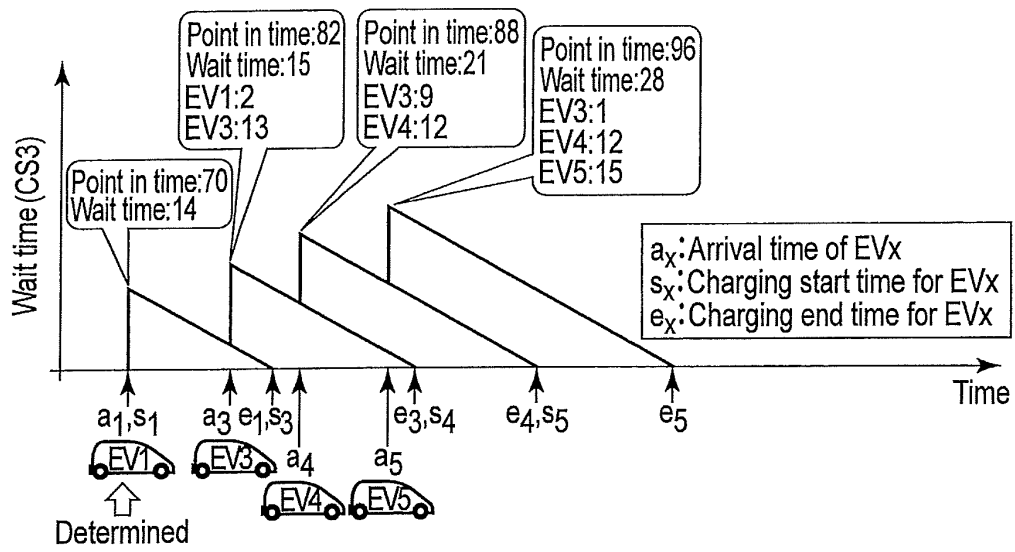 Point in time:82
Wait time:15
EV1:2
EV3:13
Point in time:88
Wait time:21
EV3:9
EV4:12
Point in time:96
Wait time:28
EV3:1
EV4:12
EV5:15
Point in time:70
Wait time:14
Wait time (CS3)
ax:Arrival time of EVx
sx:Charging start time for EVx
ex:Charging end time for EVx
Time
a1,s1
a3
e1,s3
a4
a5
e3,s4
e4,s5
e5
EV1
EV3
EV4
EV5
Determined